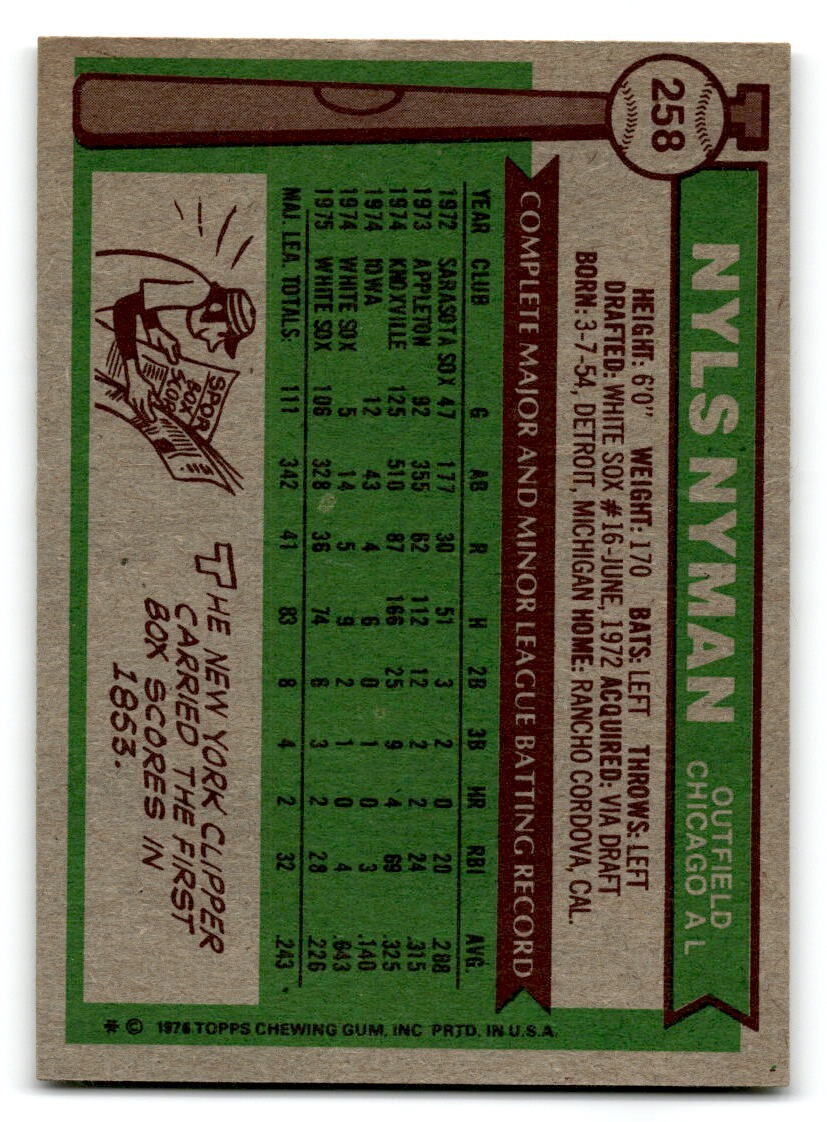 258
NYLS NYMAN
OUTFIELD
CHICAGO A L
HEIGHT: 6'0" WEIGHT: 170 BATS: LEFT THROWS: LEFT
DRAFTED: WHITE SOX #16-JUNE, 1972 ACQUIRED: VIA DRAFT
BORN: 3-7-54, DETROIT, MICHIGAN HOME: RANCHO CORDOVA, CAL.
COMPLETE MAJOR AND MINOR LEAGUE BATTING RECORD
YEAR CLUB G AB R H 2B 3B HR RBI AVG.
1972 SARASOTA SOX 47 177 30 51 3 2 0 20 .288
1973 APPLETON 92 355 62 112 12 2 2 24 .315
1974 KNOXVILLE 125 510 87 166 25 9 4 69 .325
1974 IOWA 12 43 4 6 0 1 0 3 .140
1974 WHITE SOX 5 14 5 9 2 1 0 4 .643
1975 WHITE SOX 106 328 36 74 6 3 2 28 .226
MAJ. LEA. TOTALS 111 342 41 83 8 4 2 32 .243
SPOR
BOX
SCOR
THE NEW YORK CLIPPER
CARRIED THE FIRST
BOX SCORES IN
1853.
* © 1976 TOPPS CHEWING GUM, INC PRTD. IN U.S.A.